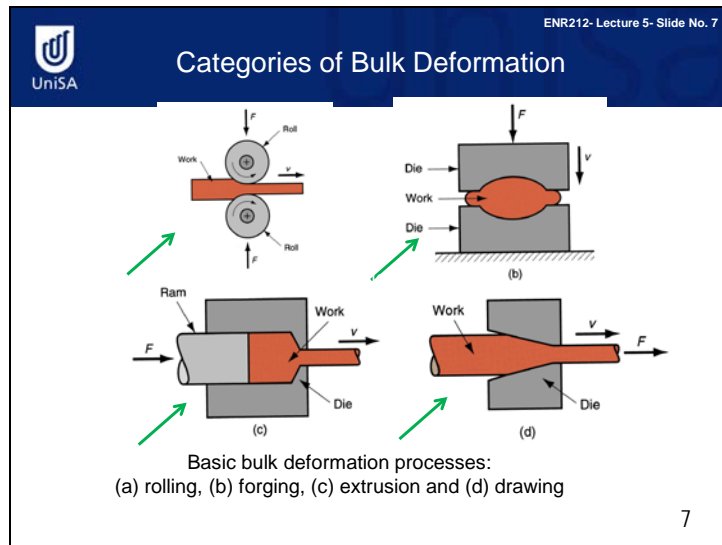 ENR212- Lecture 5- Slide No. 7
UniSA
Categories of Bulk Deformation
F
Roll
Work
v
Roll
F
F
v
Die
Work
Die
(b)
Ram
Work
v
F
Die
(c)
Work
v
F
Die
(d)
Basic bulk deformation processes:
(a) rolling, (b) forging, (c) extrusion and (d) drawing
7